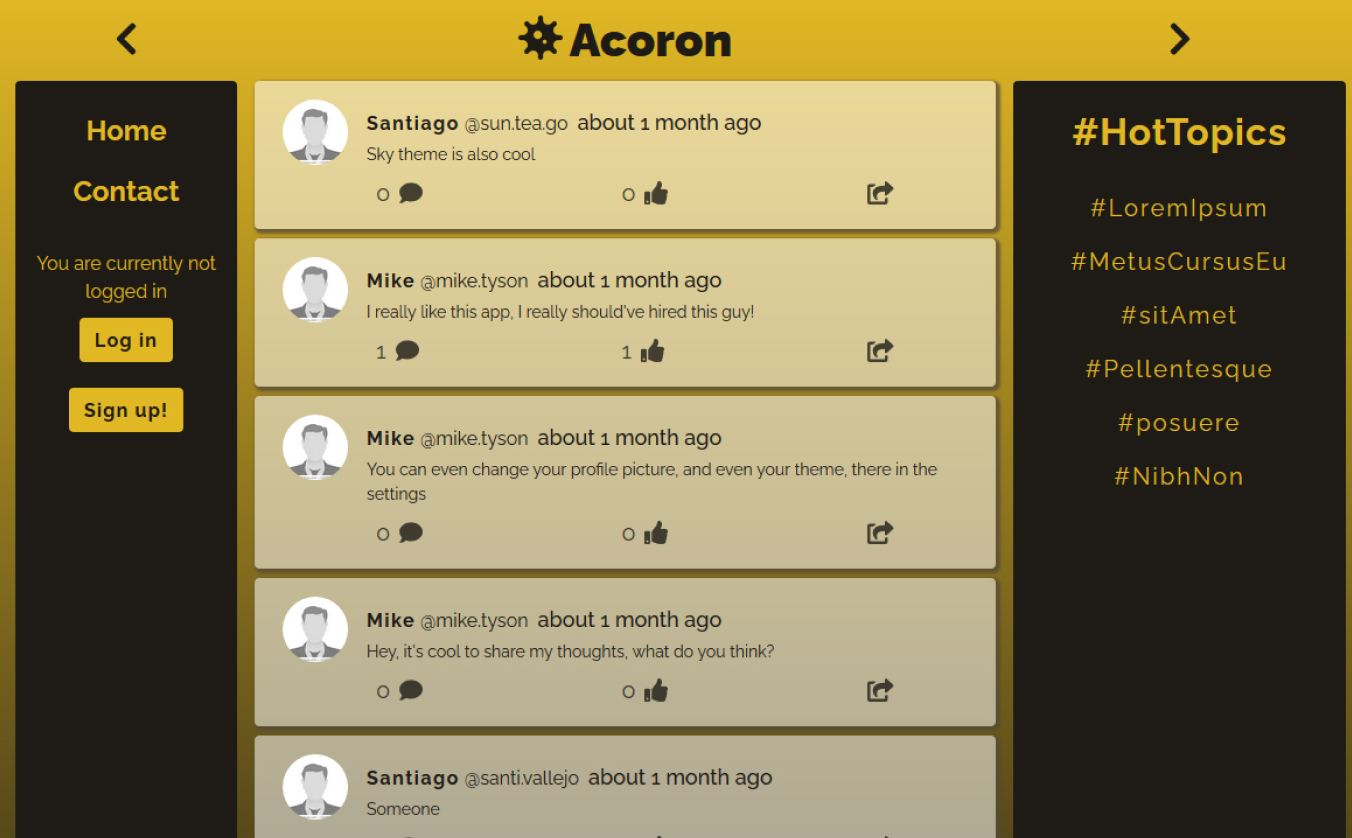 Acoron
Home
Contact
You are currently not
logged in
Log in
Sign up!
Santiago @sun.tea.go about 1 month ago
Sky theme is also cool
0 0
Mike @mike.tyson about 1 month ago
I really like this app, I really should've hired this guy!
1 1
Mike @mike.tyson about 1 month ago
You can even change your profile picture, and even your theme, there in the
settings
0 0
Mike @mike.tyson about 1 month ago
Hey, it's cool to share my thoughts, what do you think?
0 0
Santiago @santi.vallejo about 1 month ago
Someone
#HotTopics
#LoremIpsum
#MetusCursusEu
#sitAmet
#Pellentesque
#posuere
#NibhNon